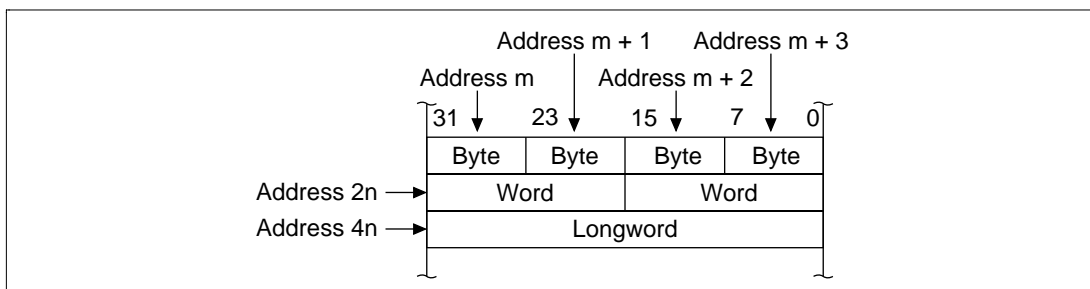 Address m + 1 Address m + 3
Address m Address m + 2
31 23 15 7 0
Byte Byte Byte Byte
Address 2n Word Word
Address 4n Longword